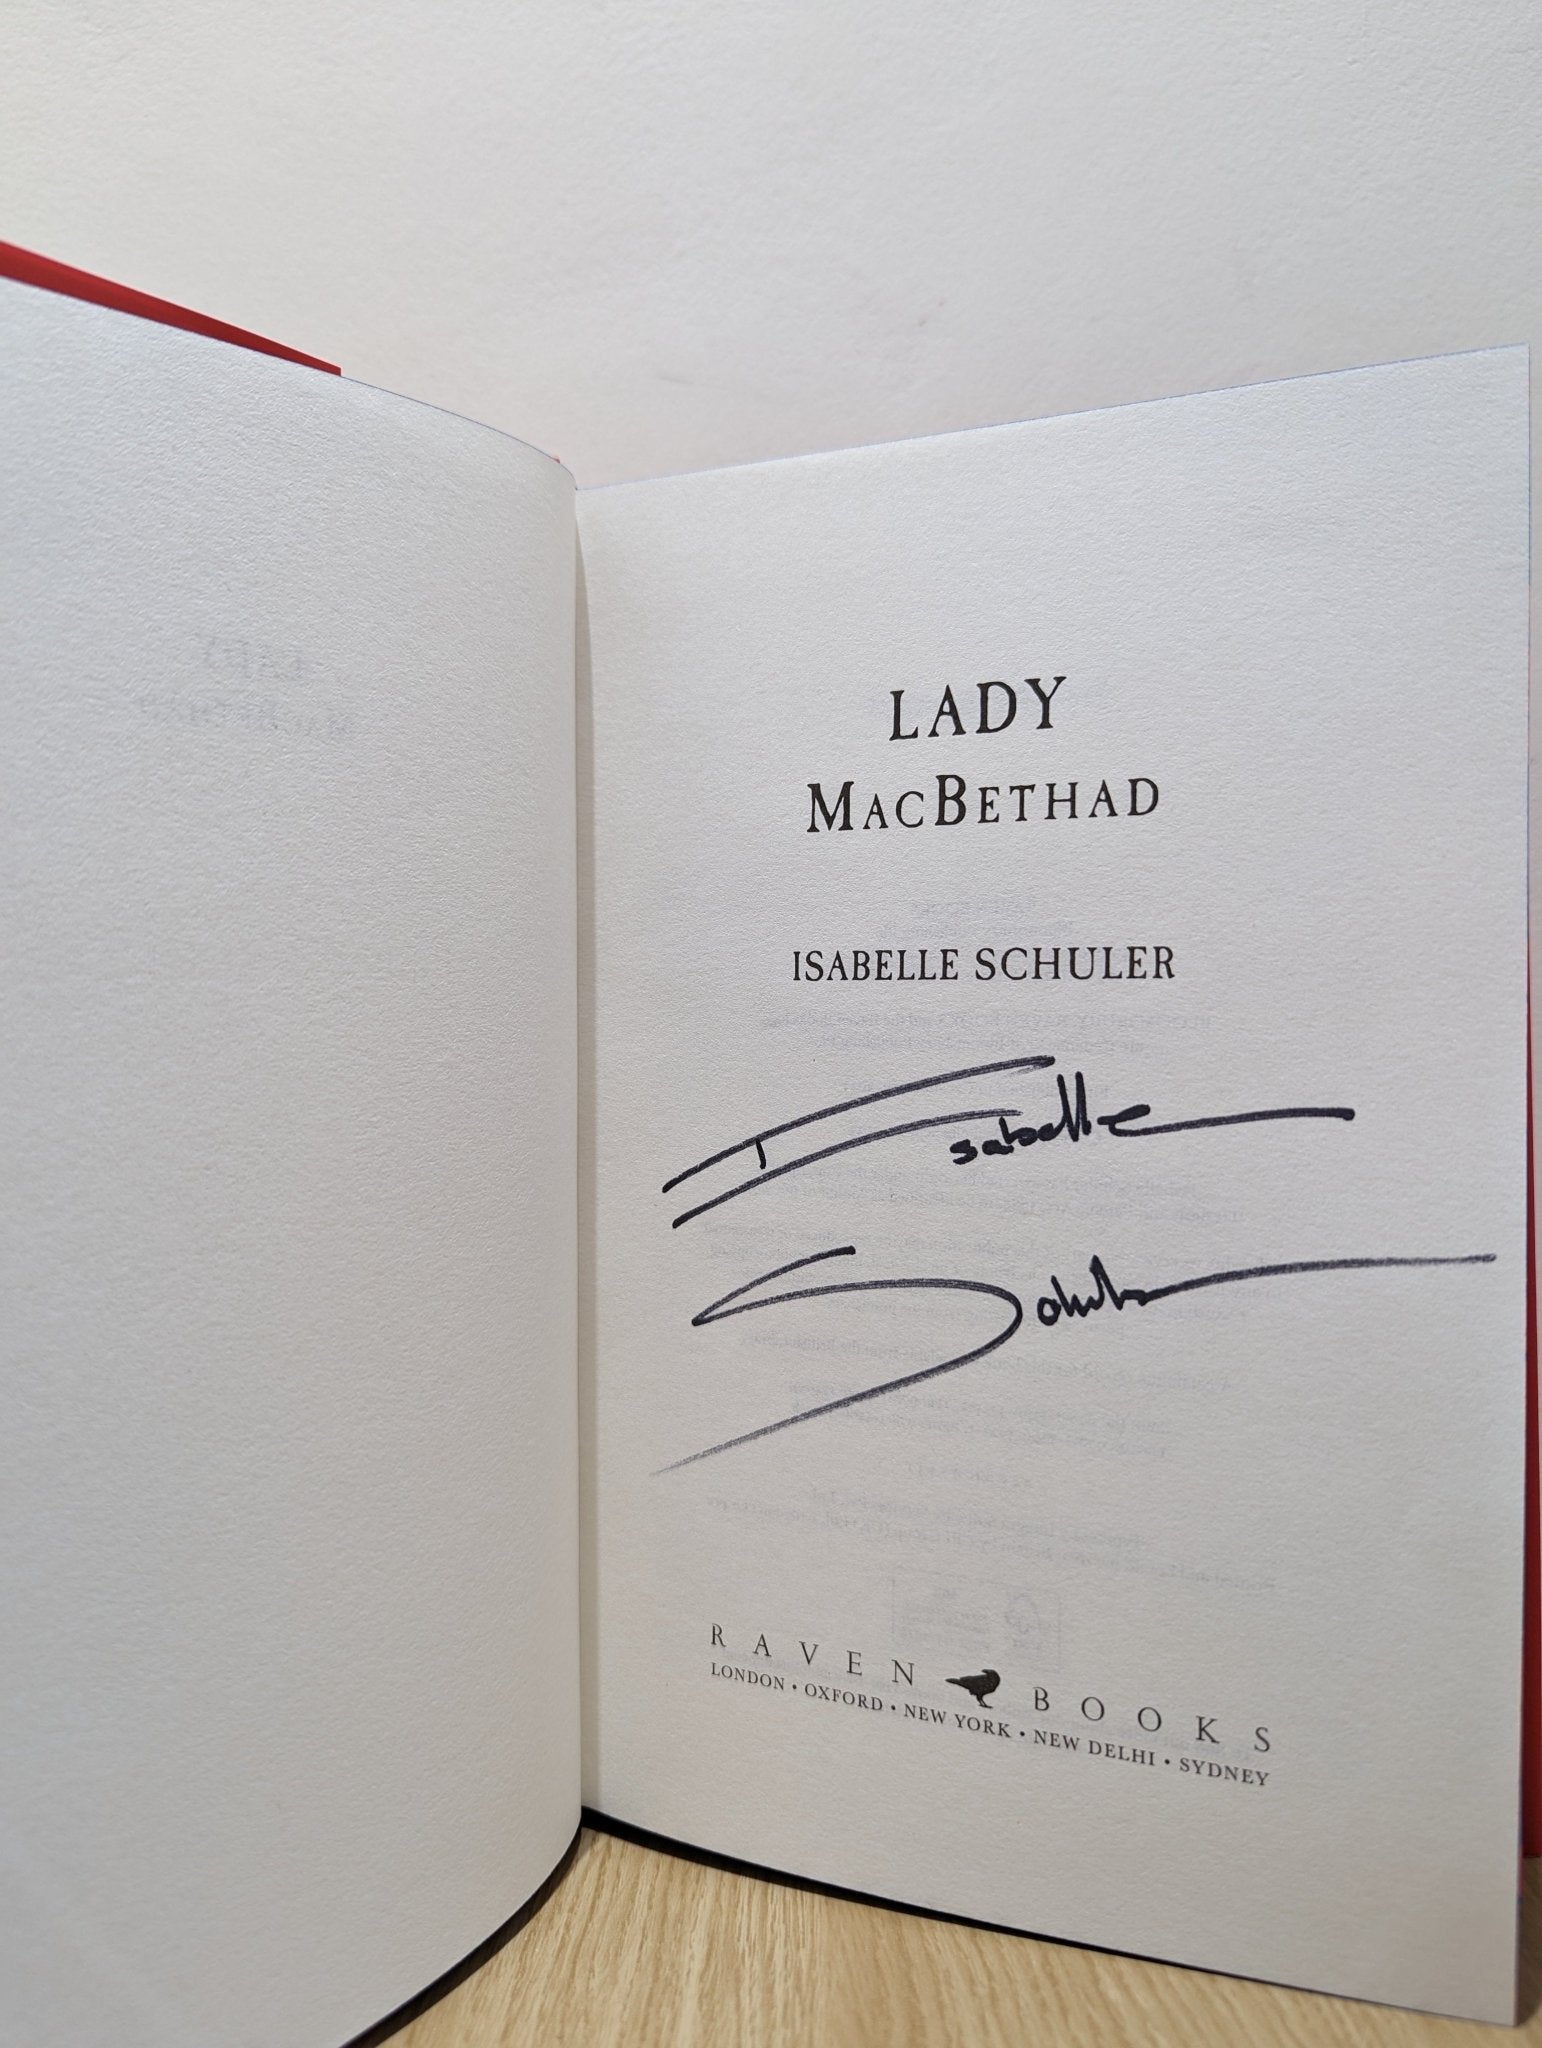 LADY
MACBETHAD
ISABELLE SCHULER
Isabelle
Schuler
RAVEN BOOKS
LONDON • OXFORD • NEW YORK • NEW DELHI • SYDNEY